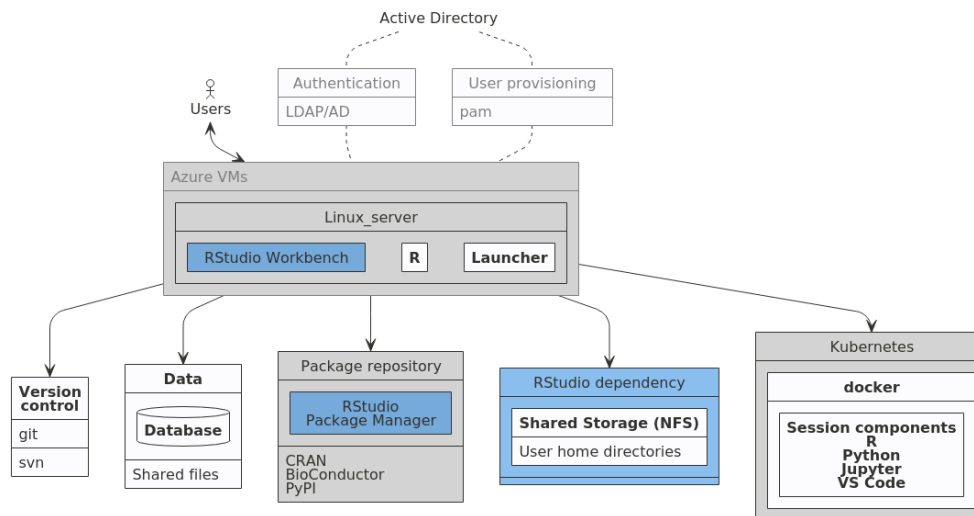 Active Directory
Users
Authentication
LDAP/AD
User provisioning
pam
Azure VMs
Linux_server
RStudio Workbench
R
Launcher
Version
control
git
svn
Data
Database
Shared files
Package repository
RStudio
Package Manager
CRAN
BioConductor
PyPI
RStudio dependency
Shared Storage (NFS)
User home directories
Kubernetes
docker
Session components
R
Python
Jupyter
VS Code